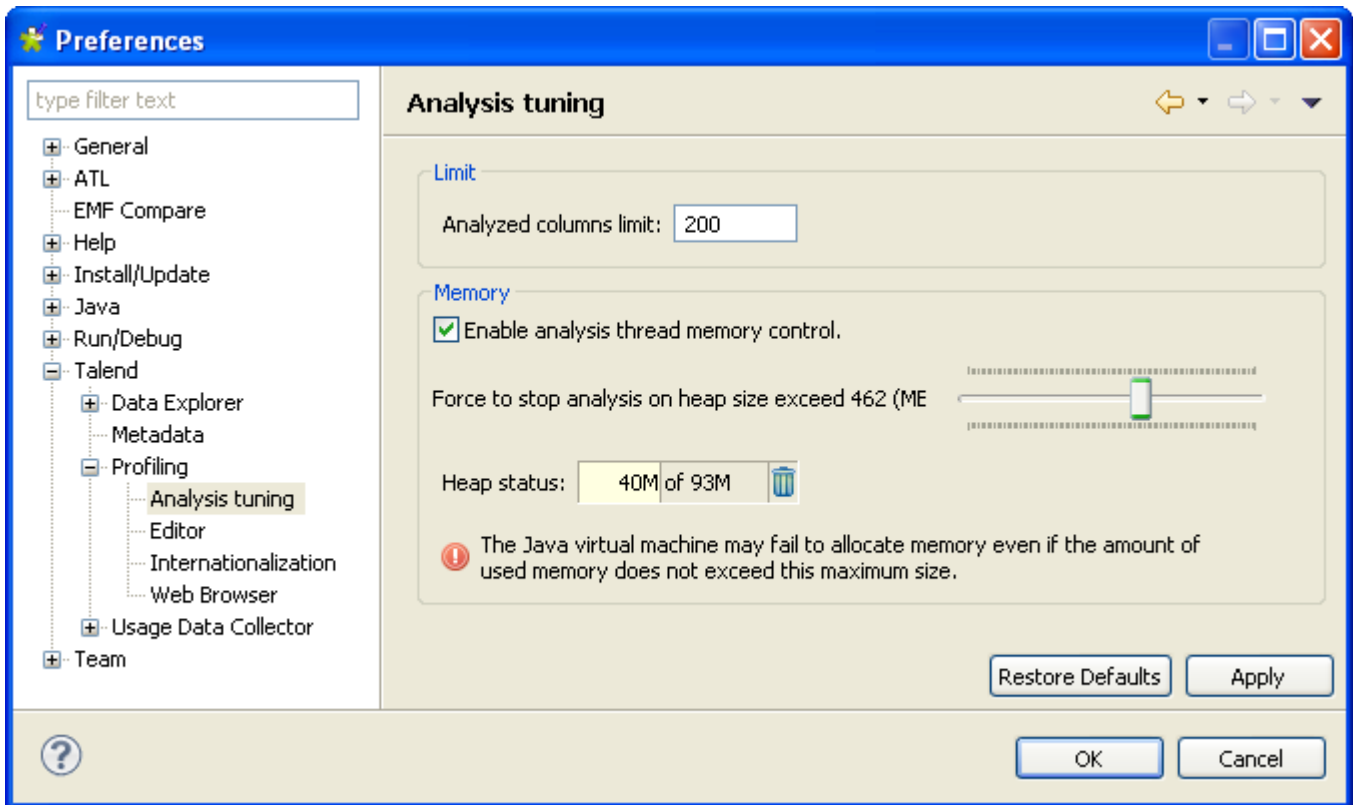 Preferences
type filter text
General
ATL
EMF Compare
Help
Install/Update
Java
Run/Debug
Talend
Data Explorer
Metadata
Profiling
Analysis tuning
Editor
Internationalization
Web Browser
Usage Data Collector
Team
Analysis tuning
Limit
Analyzed columns limit: 200
Memory
Enable analysis thread memory control.
Force to stop analysis on heap size exceed 462 (ME
Heap status: 40M of 93M
The Java virtual machine may fail to allocate memory even if the amount of
used memory does not exceed this maximum size.
Restore Defaults Apply
? OK Cancel